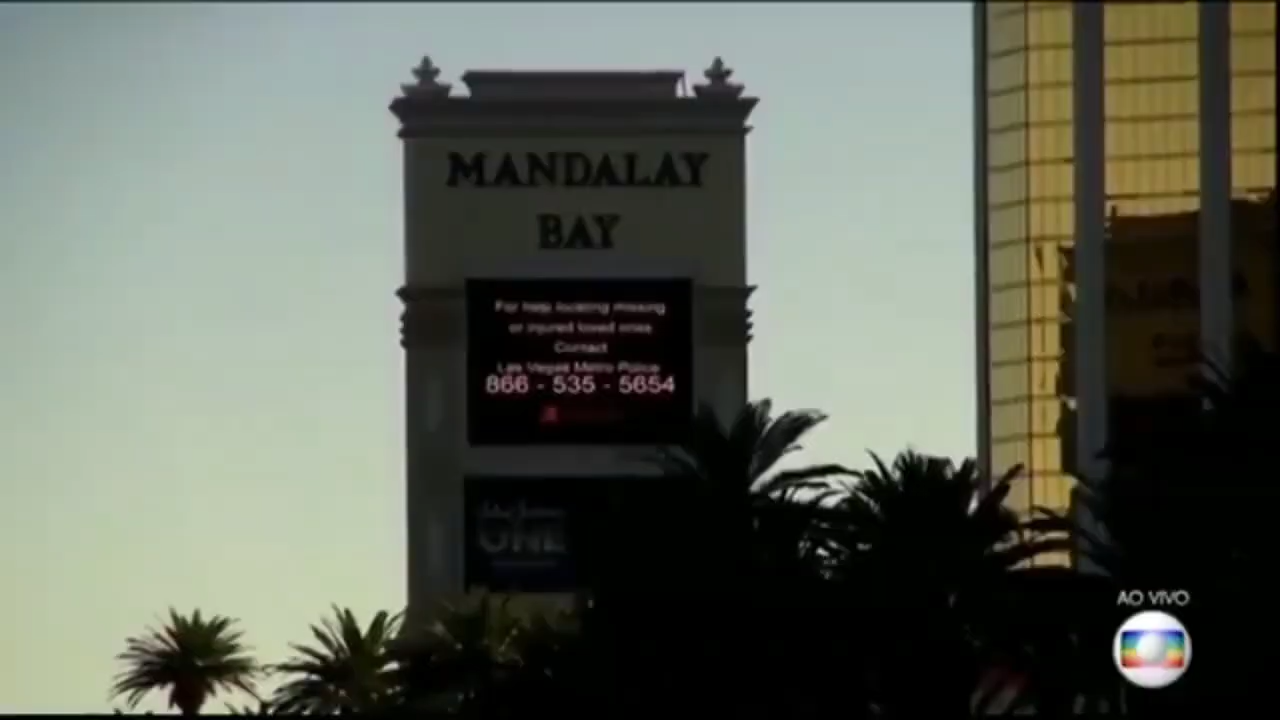 MANDALAY
BAY
For help locating missing
or injured loved ones
Contact
Las Vegas Metro Police
866 - 535 - 5654
ONE
AO VIVO